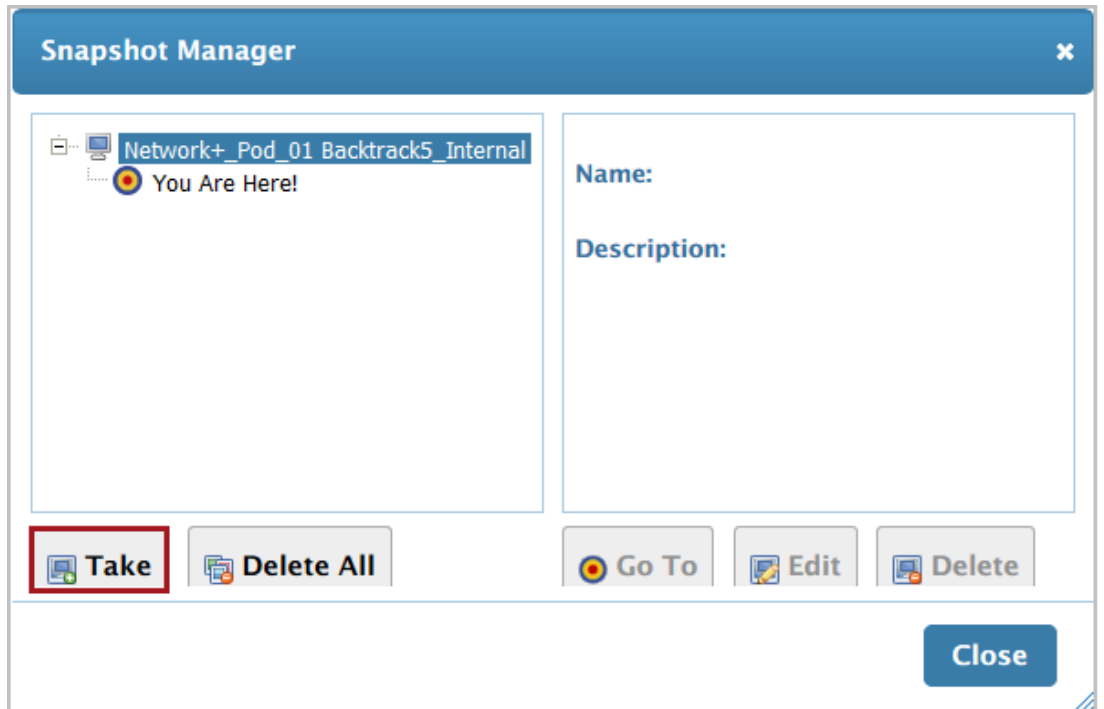 Snapshot Manager
Network+_Pod_01 Backtrack5_Internal
You Are Here!
Name:
Description:
Take
Delete All
Go To
Edit
Delete
Close